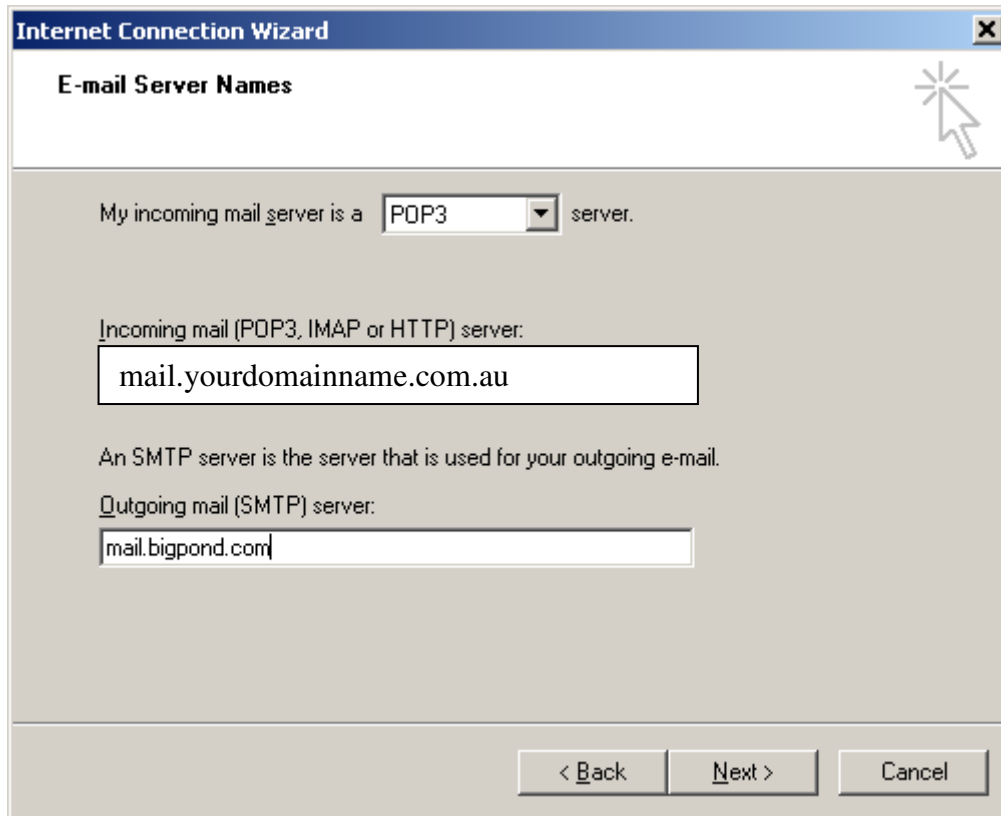 Internet Connection Wizard
E-mail Server Names
My incoming mail server is a POP3 server.
Incoming mail (POP3, IMAP or HTTP) server:
mail.yourdomainname.com.au
An SMTP server is the server that is used for your outgoing e-mail.
Outgoing mail (SMTP) server:
mail.bigpond.com
< Back Next > Cancel